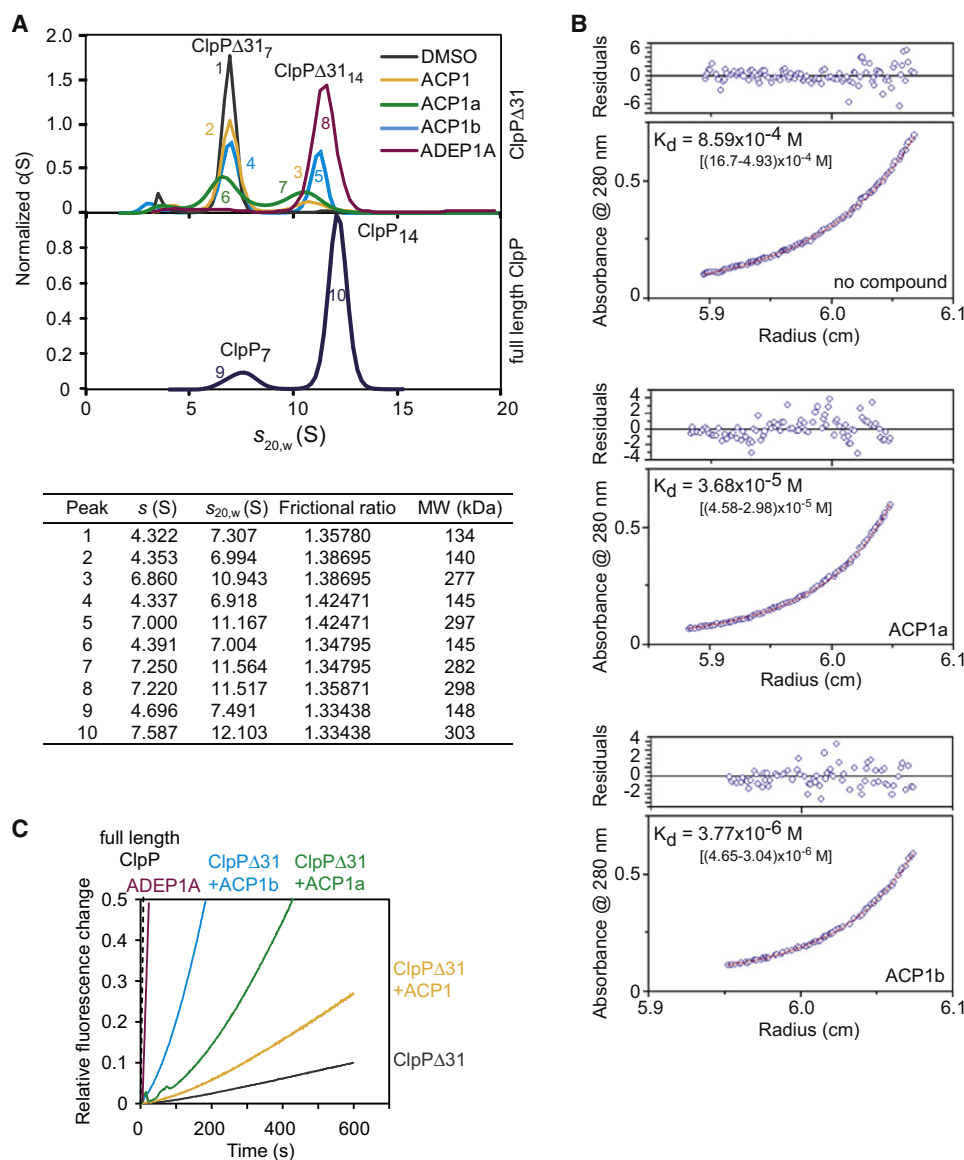 A
2.0
1.5
1.0
0.5
0
ClpPΔ31₇
ClpPΔ31₁₄
1
2
3
4
5
6
7
8
DMSO
ACP1
ACP1a
ACP1b
ADEP1A
ClpPΔ31
Normalized c(S)
0.8
0.6
0.4
0.2
0
ClpP₁₄
ClpP₇
9
10
full length ClpP
0 5 10 15 20
s₂₀,w (S)
Peak s (S) s₂₀,w (S) Frictional ratio MW (kDa)
1 4.322 7.307 1.35780 134
2 4.353 6.994 1.38695 140
3 6.860 10.943 1.38695 277
4 4.337 6.918 1.42471 145
5 7.000 11.167 1.42471 297
6 4.391 7.004 1.34795 145
7 7.250 11.564 1.34795 282
8 7.220 11.517 1.35871 298
9 4.696 7.491 1.33438 148
10 7.587 12.103 1.33438 303
C
full length
ClpP
ADEP1A
ClpPΔ31
+ACP1b
ClpPΔ31
+ACP1a
ClpPΔ31
+ACP1
ClpPΔ31
Relative fluorescence change
0.5
0.4
0.3
0.2
0.1
0
0 200 400 600
Time (s)
B
Residuals
6
2
-2
-6
Kd = 8.59x10⁻⁴ M
[(16.7-4.93)x10⁻⁴ M]
Absorbance @ 280 nm
0.5
0
no compound
5.9 6.0 6.1
Radius (cm)
Residuals
4
2
0
-2
-4
Kd = 3.68x10⁻⁵ M
[(4.58-2.98)x10⁻⁵ M]
Absorbance @ 280 nm
0.5
0
ACP1a
5.9 6.0 6.1
Radius (cm)
Residuals
4
2
0
-2
Kd = 3.77x10⁻⁶ M
[(4.65-3.04)x10⁻⁶ M]
Absorbance @ 280 nm
0.5
0
ACP1b
5.9 6.0 6.1
Radius (cm)